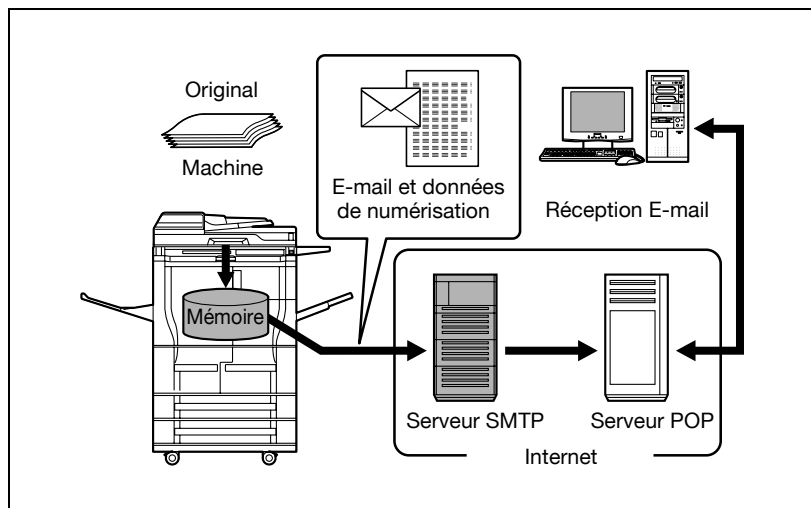 Original
Machine
E-mail et données
de numérisation
Réception E-mail
Mémoire
Serveur SMTP
Serveur POP
Internet